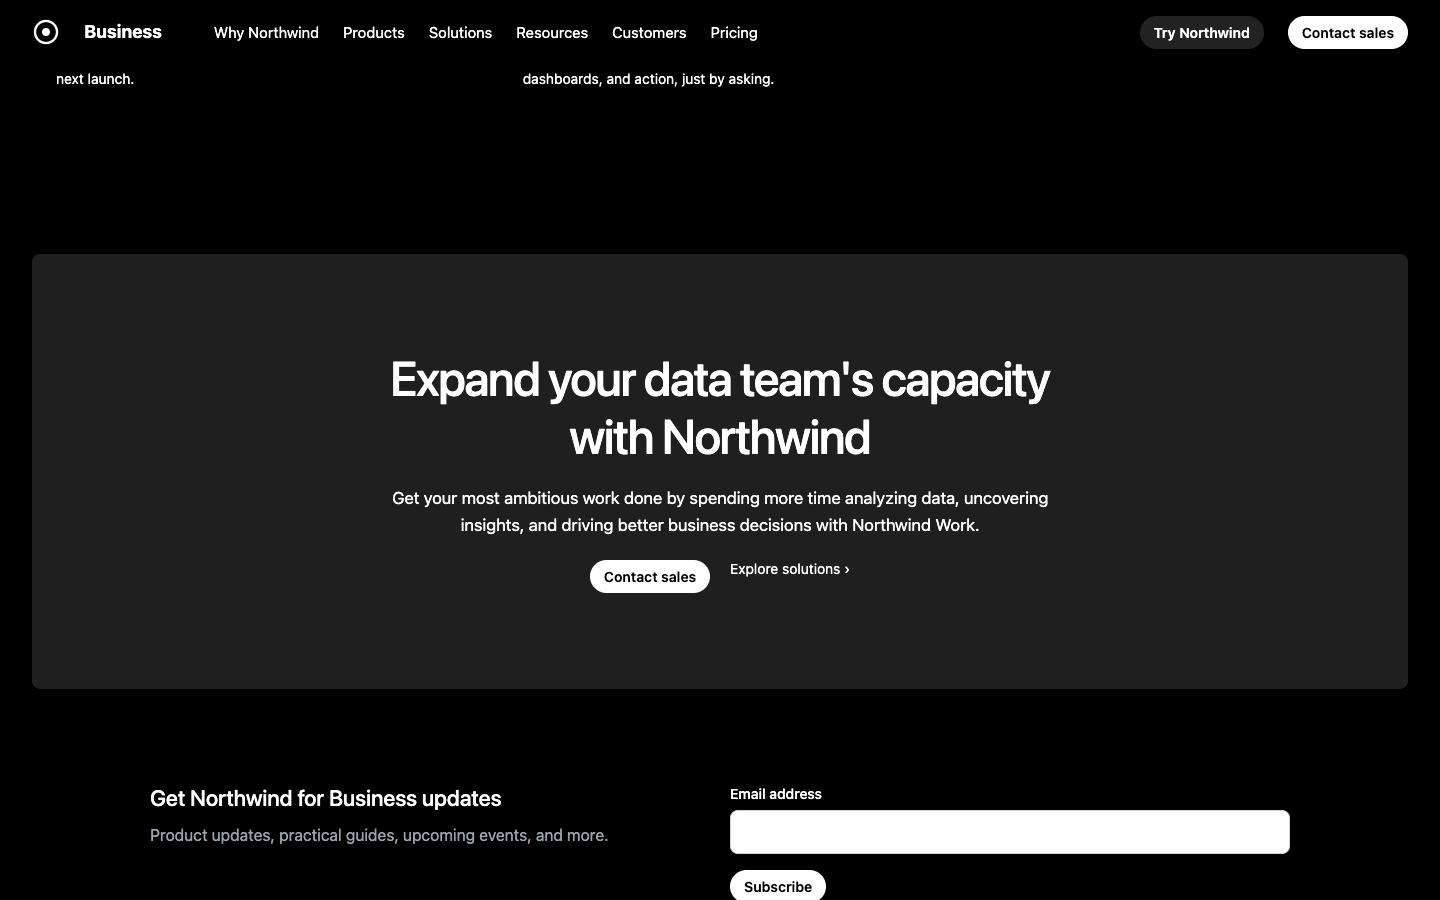 Business
Why Northwind
Products
Solutions
Resources
Customers
Pricing
Try Northwind
Contact sales
next launch.
dashboards, and action, just by asking.
Expand your data team's capacity
with Northwind
Get your most ambitious work done by spending more time analyzing data, uncovering
insights, and driving better business decisions with Northwind Work.
Contact sales
Explore solutions ›
Get Northwind for Business updates
Product updates, practical guides, upcoming events, and more.
Email address
Subscribe